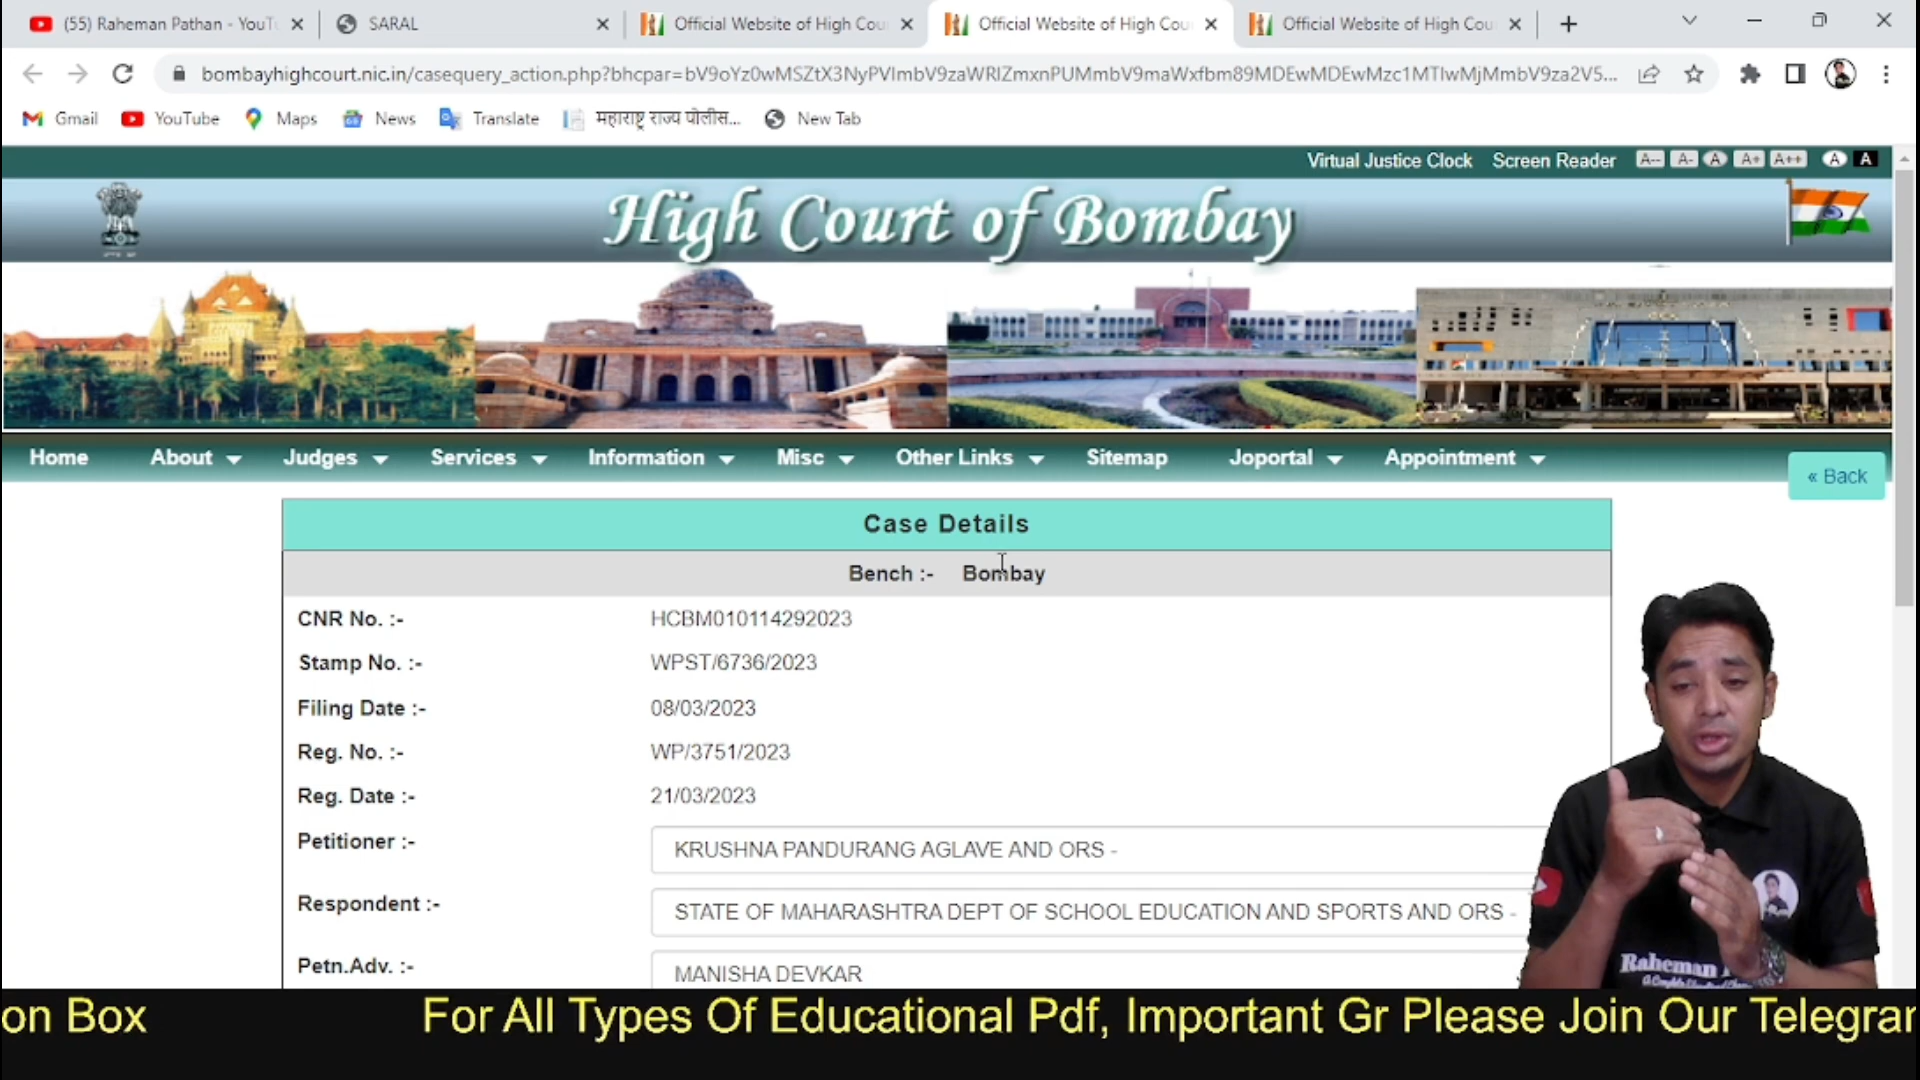 (55) Raheman Pathan - YouT
SARAL
Official Website of High Cou
Official Website of High Cou
Official Website of High Cou
bombayhighcourt.nic.in/casequery_action.php?bhcpar=bV9oYz0wMSZtX3NyPVImbV9zaWRlZmxnPUMmbV9maWxfbm89MDEwMDEwMzc1MTIwMjMmbV9za2V5...
Gmail YouTube Maps News Translate महाराष्ट्र राज्य पोलीस... New Tab
Virtual Justice Clock Screen Reader A-- A- A A+ A++ A A
High Court of Bombay
Home About Judges Services Information Misc Other Links Sitemap Joportal Appointment
« Back
Case Details
Bench :- Bombay
CNR No. :- HCBM010114292023
Stamp No. :- WPST/6736/2023
Filing Date :- 08/03/2023
Reg. No. :- WP/3751/2023
Reg. Date :- 21/03/2023
Petitioner :- KRUSHNA PANDURANG AGLAVE AND ORS -
Respondent :- STATE OF MAHARASHTRA DEPT OF SCHOOL EDUCATION AND SPORTS AND ORS -
Petn.Adv. :- MANISHA DEVKAR
Raheman
on Box For All Types Of Educational Pdf, Important Gr Please Join Our Telegram